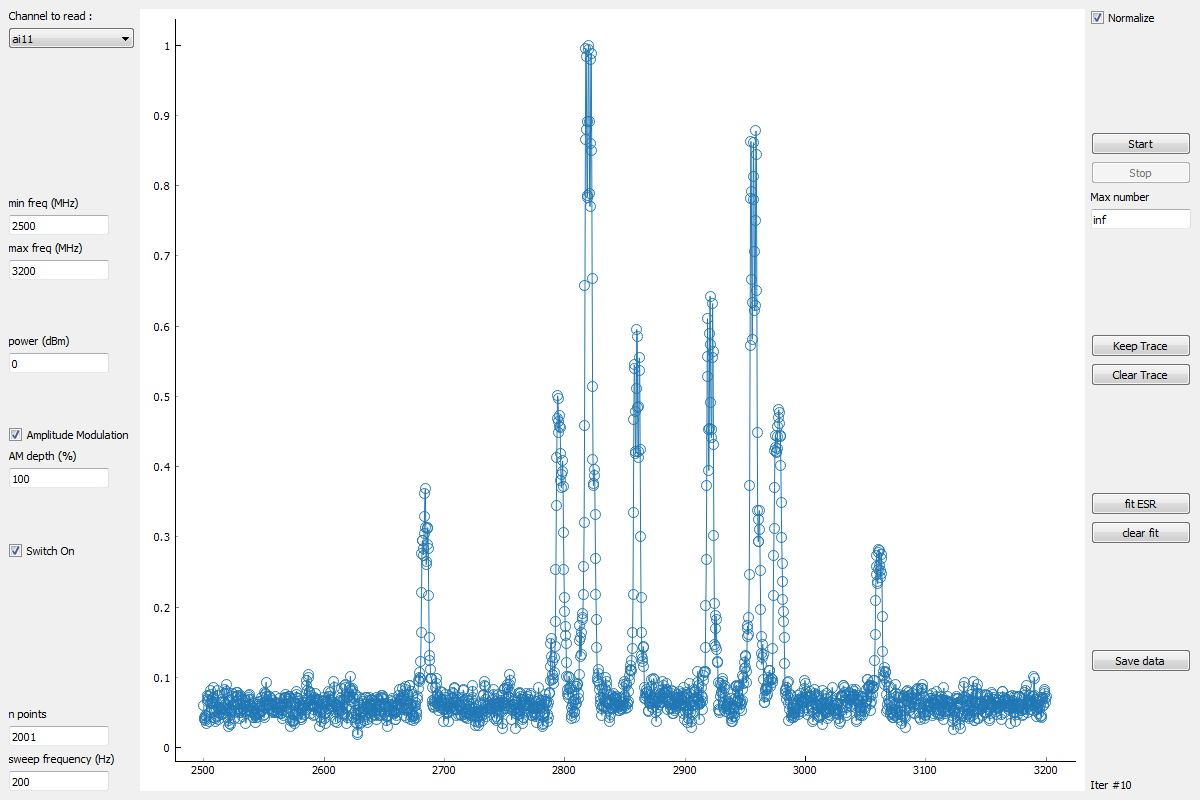 Channel to read :
ai11
min freq (MHz)
2500
max freq (MHz)
3200
power (dBm)
0
Amplitude Modulation
AM depth (%)
100
Switch On
n points
2001
sweep frequency (Hz)
200
1
0.9
0.8
0.7
0.6
0.5
0.4
0.3
0.2
0.1
0
2500 2600 2700 2800 2900 3000 3100 3200
Normalize
Start
Stop
Max number
inf
Keep Trace
Clear Trace
fit ESR
clear fit
Save data
Iter #10